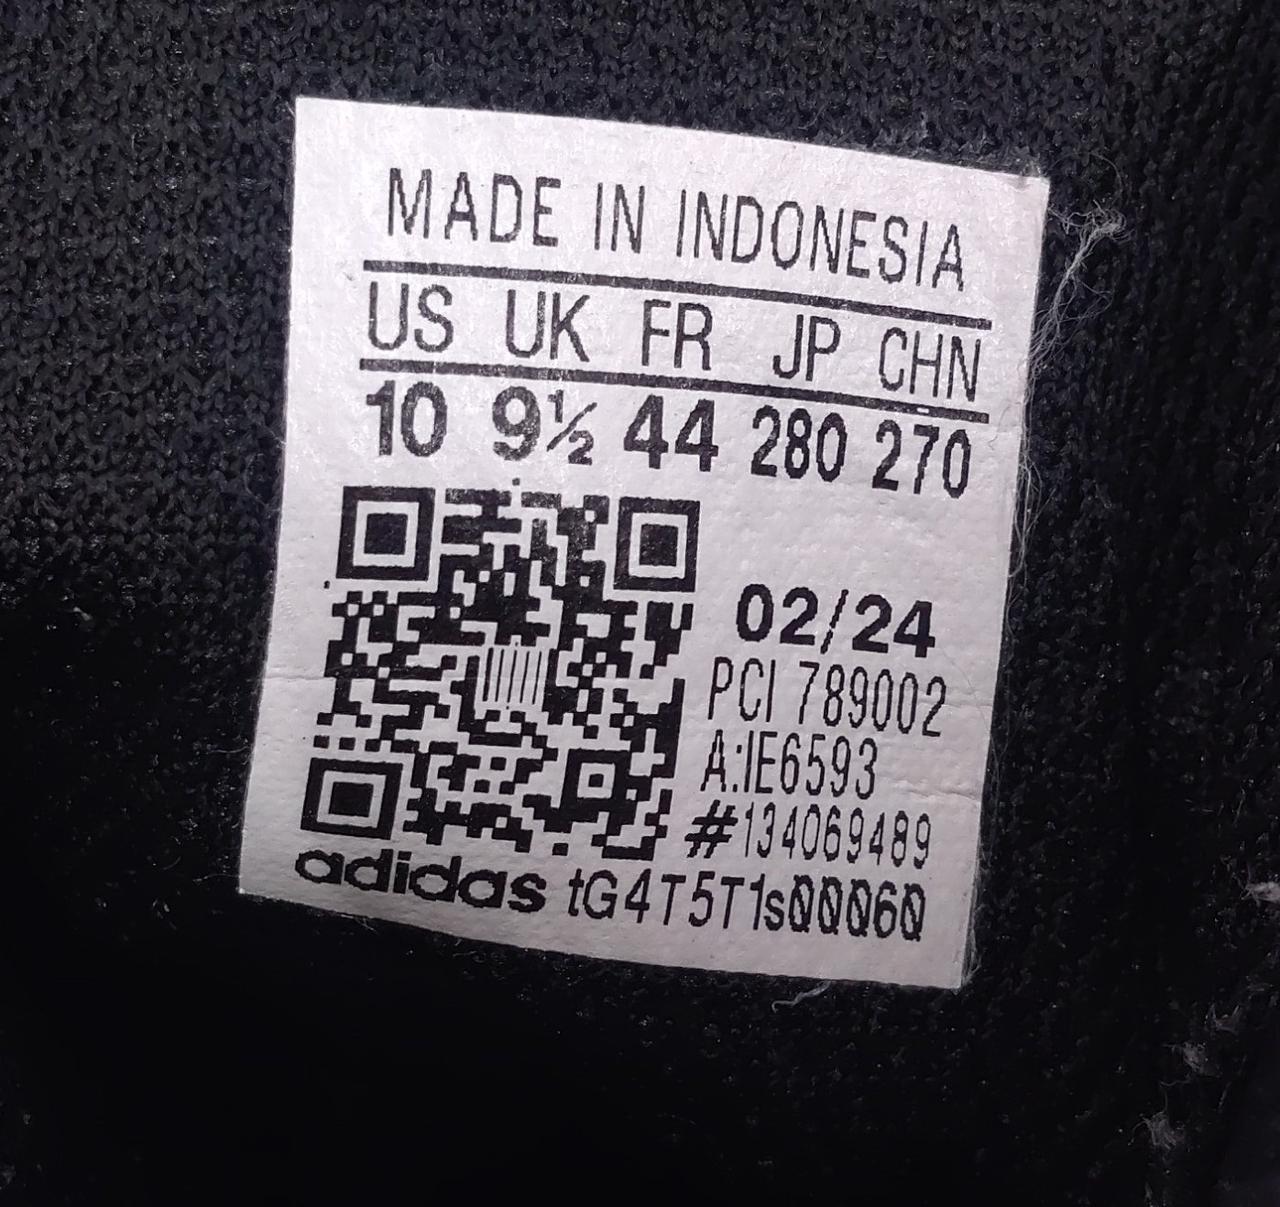 MADE IN INDONESIA
US UK FR JP CHN
10 9½ 44 280 270
02/24
PCI 789002
A:IE6593
#134069489
adidas tG4T5T1s00060